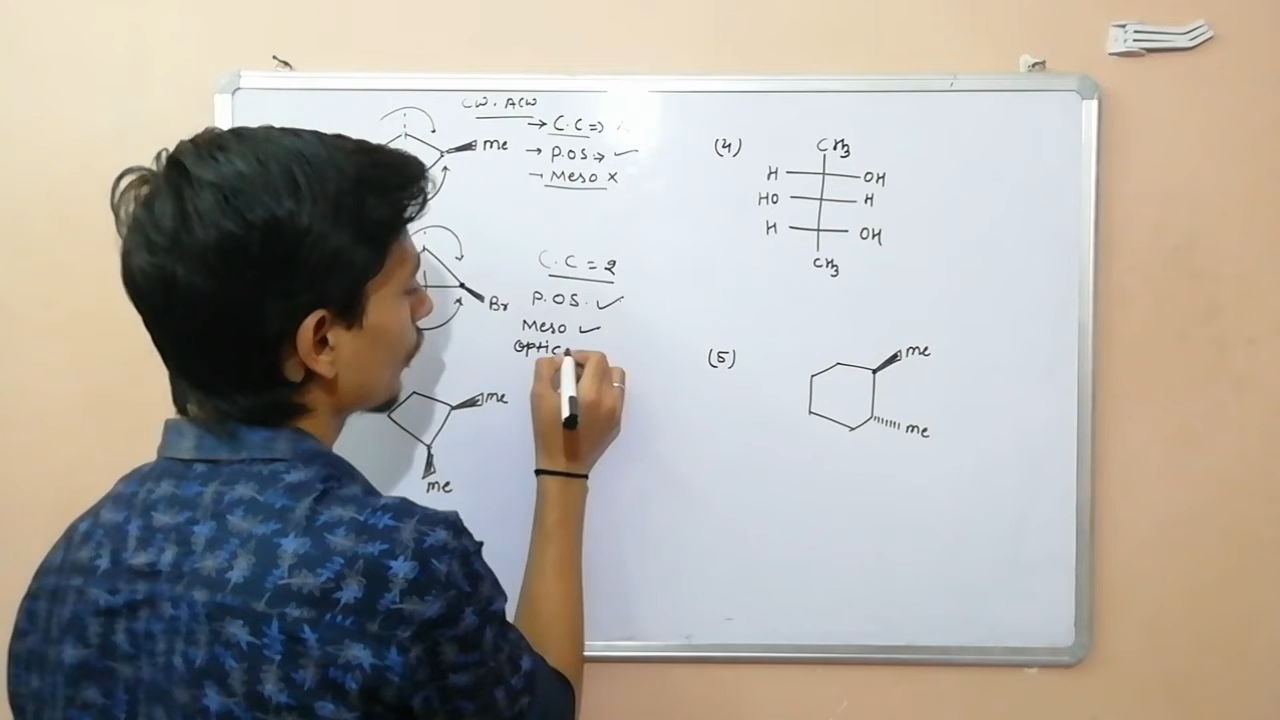 CW. ACW
→ C.C ⇒
me
→ P.OS → ✓
→ Meso ×
C.C = 2
P.OS. ✓
Br
Meso ✓
Optic
me
me
(4)
CH3
H OH
HO H
H OH
CH3
(5)
me
me